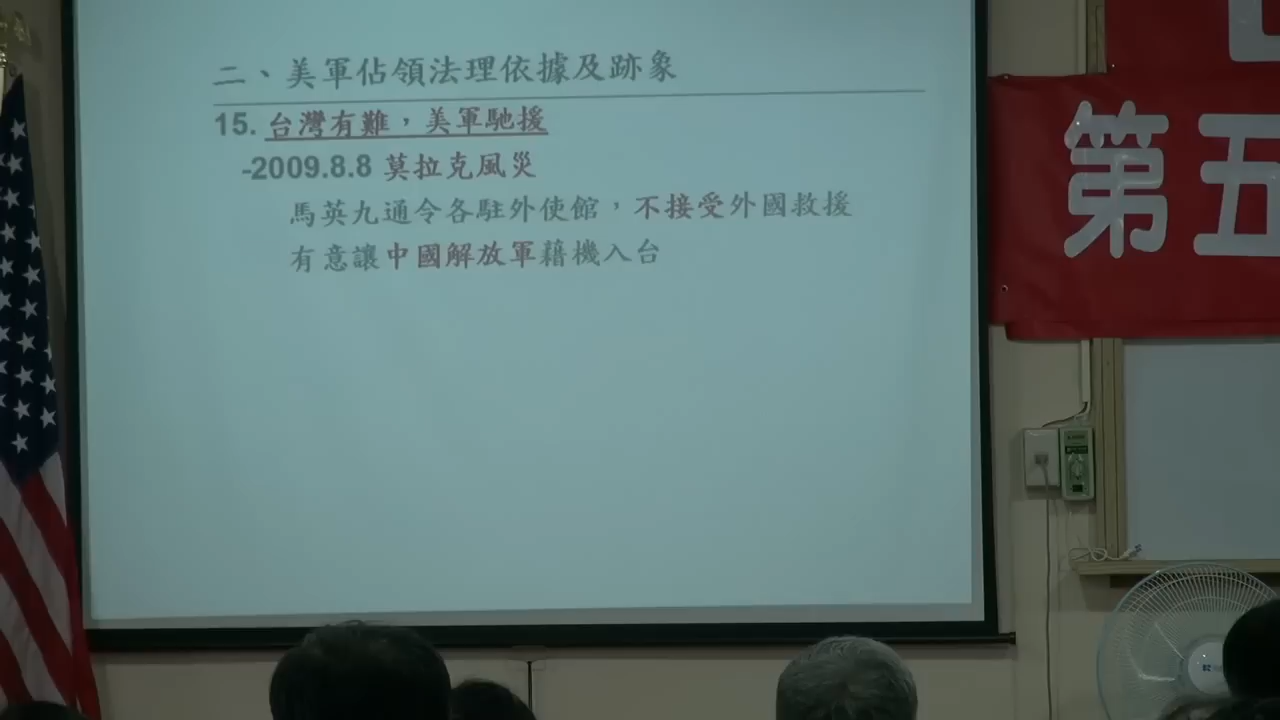 二、美軍佔領法理依據及跡象
15. 台灣有難，美軍馳援
-2009.8.8 莫拉克風災
馬英九通令各駐外使館，不接受外國救援
有意讓中國解放軍藉機入台
第五